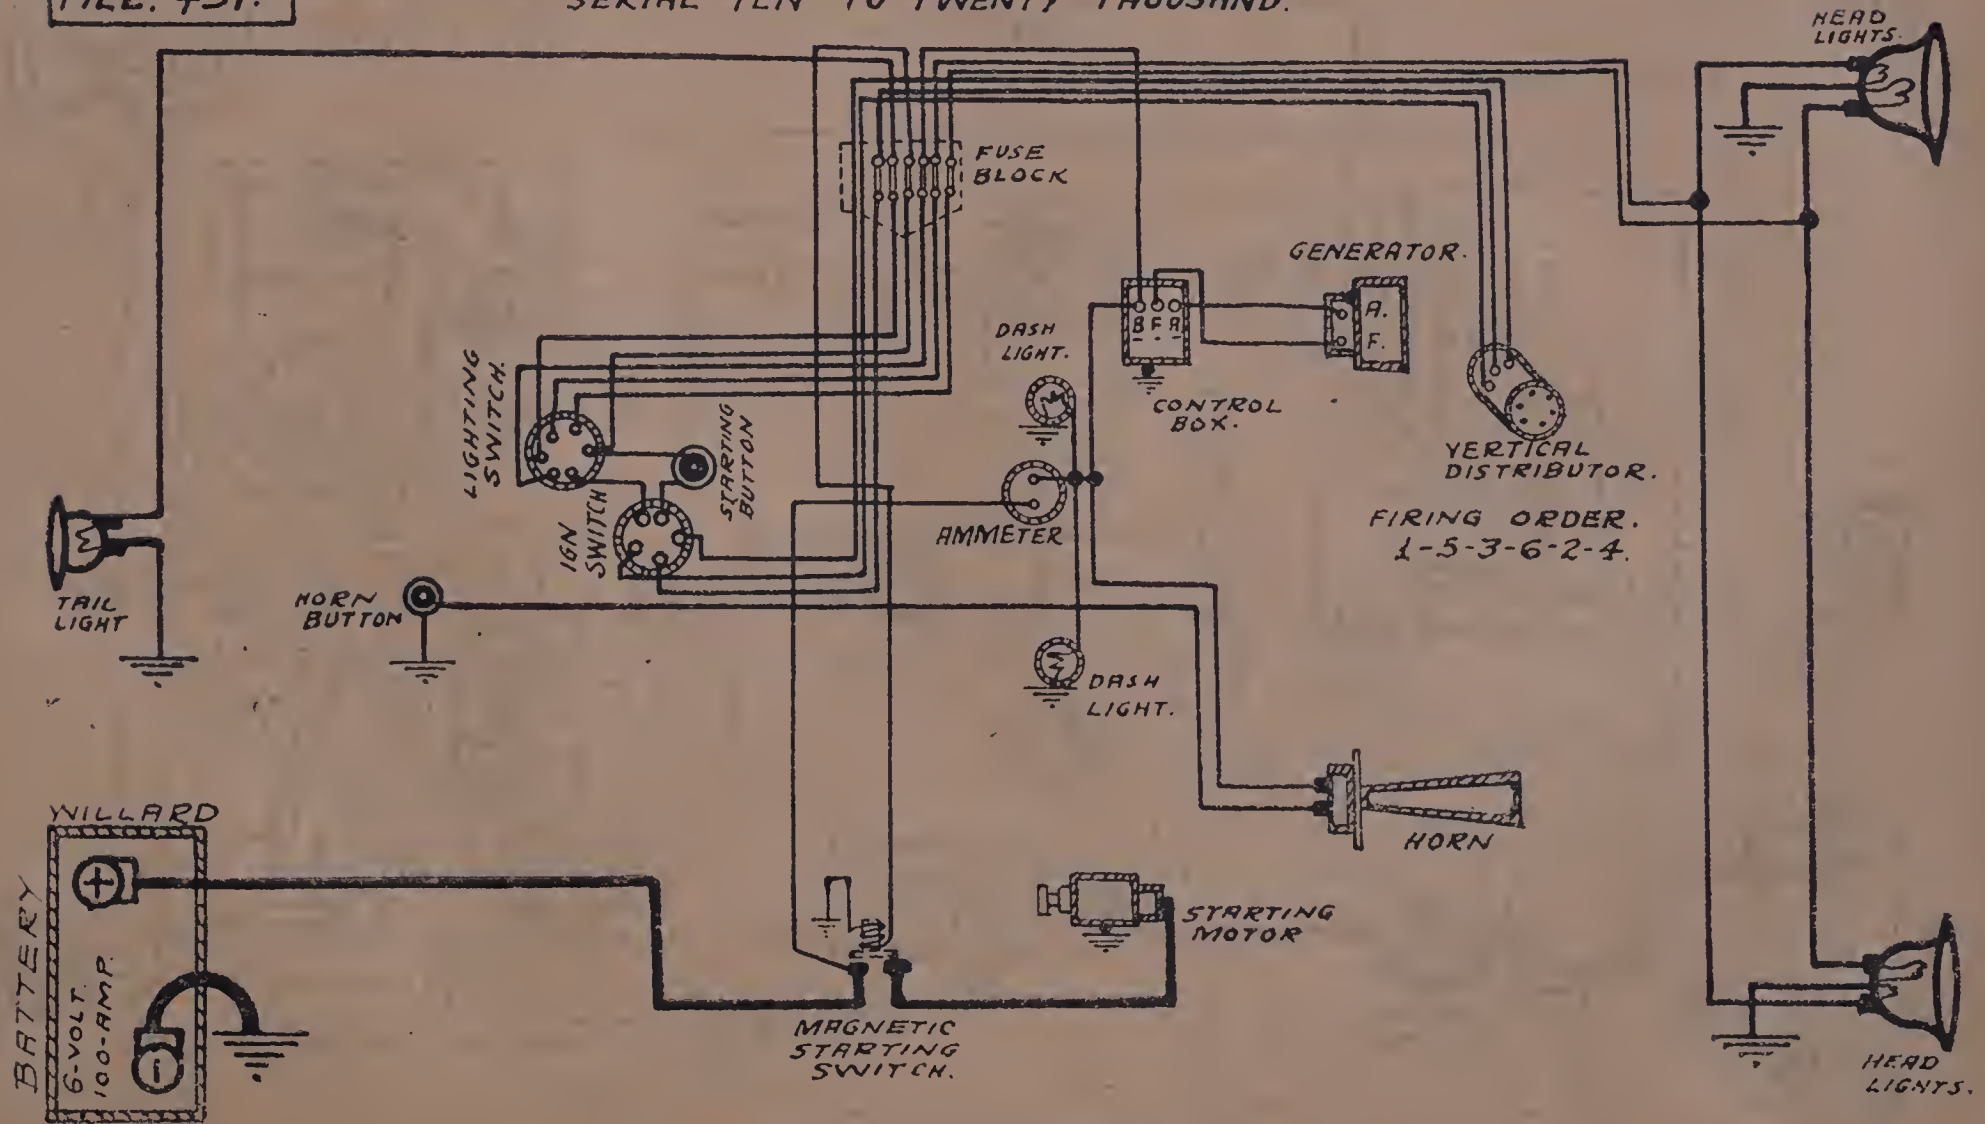 FILE. 431.
SERIAL TEN TO TWENTY THOUSAND.
HEAD
LIGHTS.
FUSE
BLOCK
GENERATOR.
A.
F.
B F A
DASH
LIGHT.
CONTROL
BOX.
LIGHTING
SWITCH.
STARTING
BUTTON
VERTICAL
DISTRIBUTOR.
FIRING ORDER.
1-5-3-6-2-4.
IGN
SWITCH
AMMETER
TAIL
LIGHT
HORN
BUTTON
DASH
LIGHT.
WILLARD
BATTERY
+
6-VOLT.
100-AMP.
-
HORN
STARTING
MOTOR
MAGNETIC
STARTING
SWITCH.
HEAD
LIGHTS.